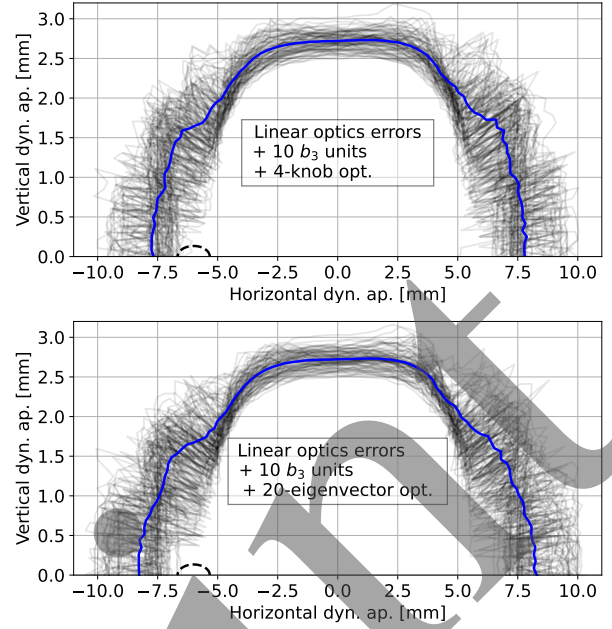 3.0
2.5
2.0
1.5
1.0
0.5
0.0
Vertical dyn. ap. [mm]
Linear optics errors
+ 10 b₃ units
+ 4-knob opt.
−10.0 −7.5 −5.0 −2.5 0.0 2.5 5.0 7.5 10.0
Horizontal dyn. ap. [mm]
3.0
2.5
2.0
1.5
1.0
0.5
0.0
Vertical dyn. ap. [mm]
Linear optics errors
+ 10 b₃ units
+ 20-eigenvector opt.
−10.0 −7.5 −5.0 −2.5 0.0 2.5 5.0 7.5 10.0
Horizontal dyn. ap. [mm]